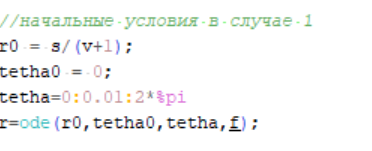 //начальные условия в случае 1
r0 = s/(v+1);
tetha0 = 0;
tetha=0:0.01:2*%pi
r=ode(r0,tetha0,tetha,f);